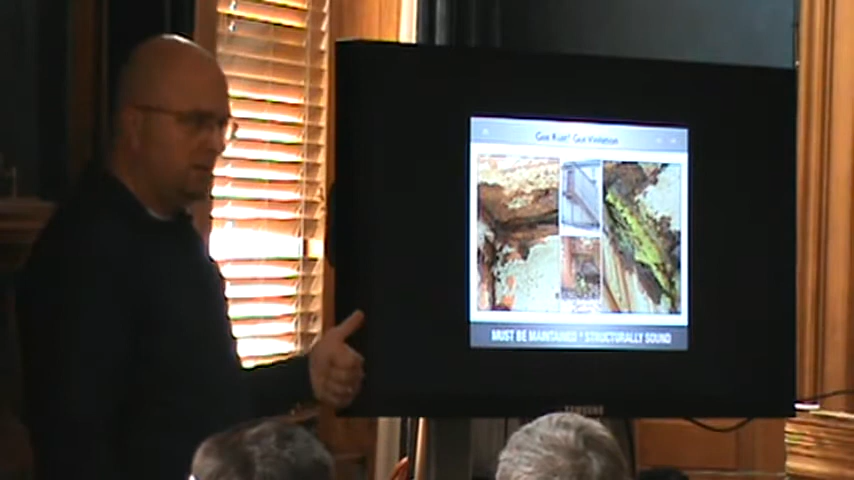 Got Rust? Got Violation
MUST BE MAINTAINED * STRUCTURALLY SOUND
SAMSUNG